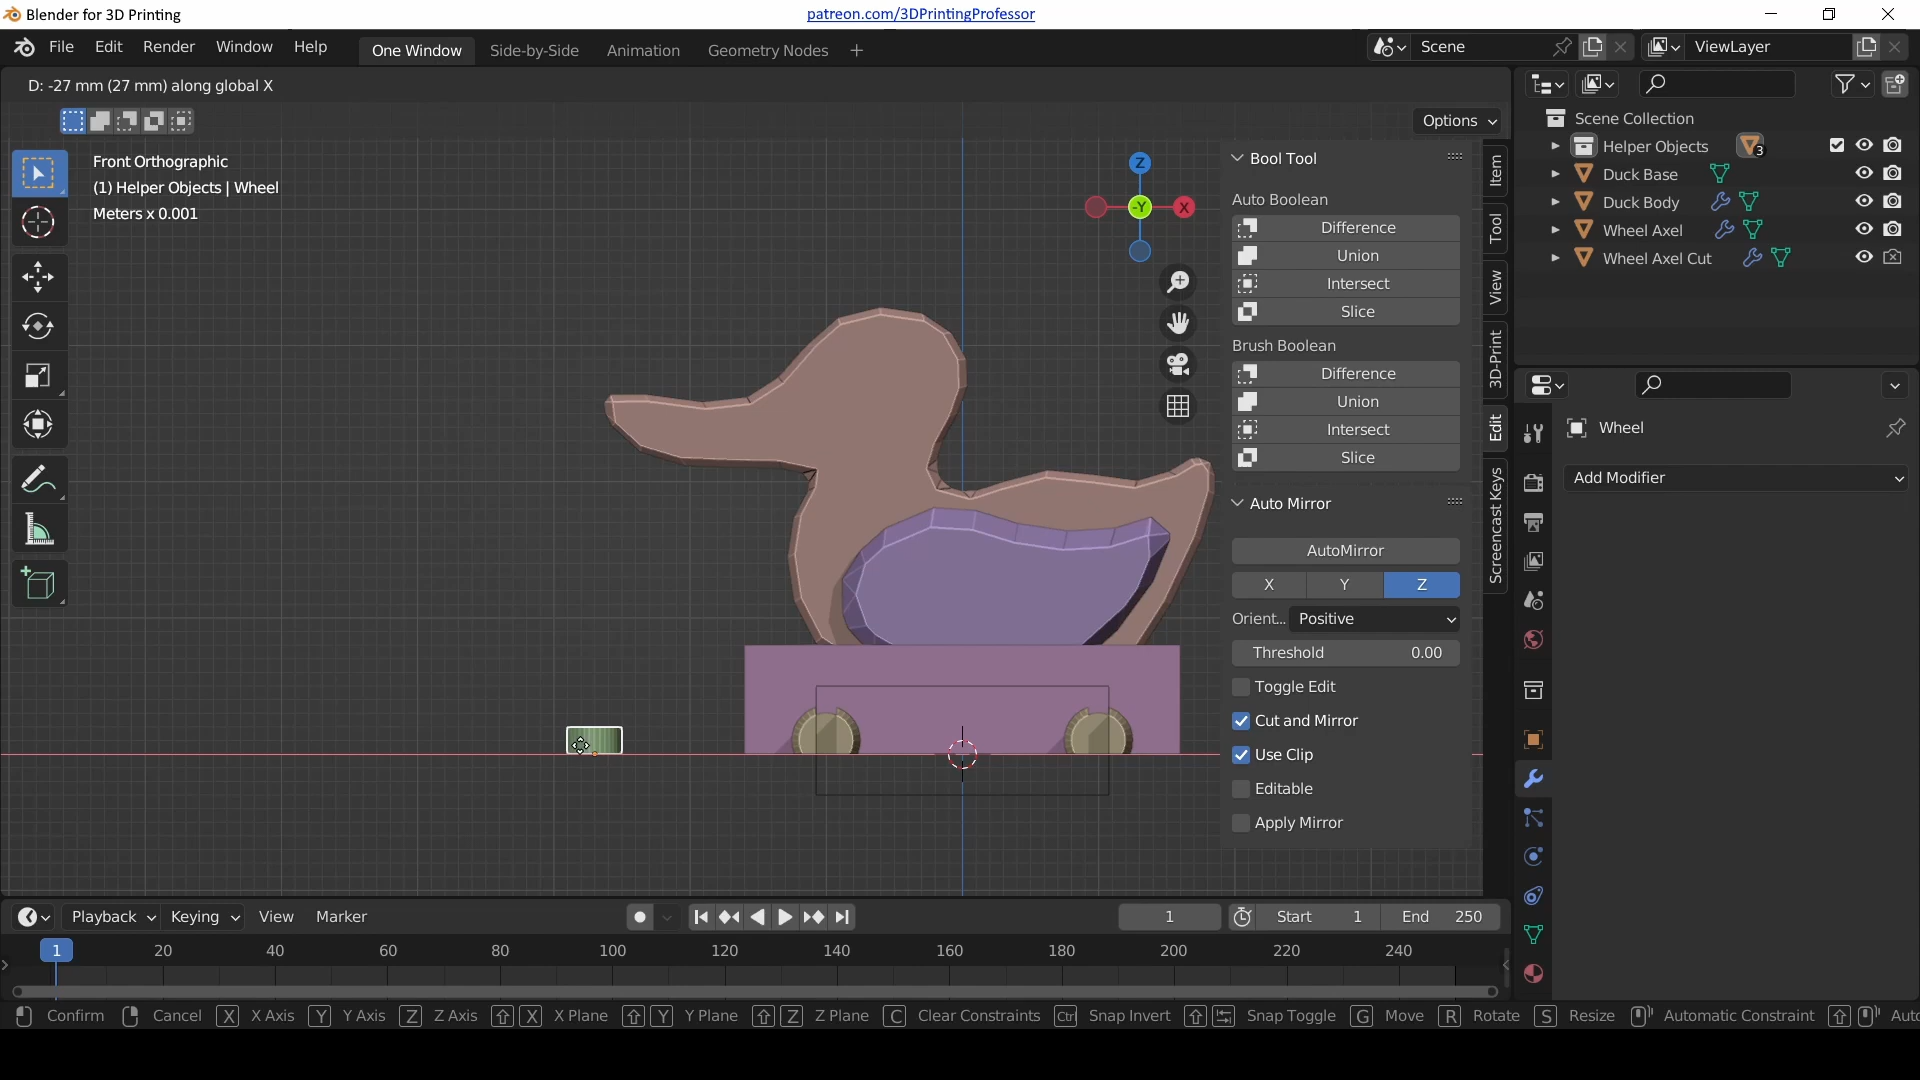 Blender for 3D Printing
patreon.com/3DPrintingProfessor
File Edit Render Window Help
One Window Side-by-Side Animation Geometry Nodes +
Scene ViewLayer
D: -27 mm (27 mm) along global X
Options
Front Orthographic
(1) Helper Objects | Wheel
Meters x 0.001
Z
-Y
X
Bool Tool
Auto Boolean
Difference
Union
Intersect
Slice
Brush Boolean
Difference
Union
Intersect
Slice
Auto Mirror
AutoMirror
X Y Z
Orient... Positive
Threshold 0.00
Toggle Edit
Cut and Mirror
Use Clip
Editable
Apply Mirror
Item
Tool
View
3D-Print
Edit
Screencast Keys
Scene Collection
Helper Objects 3
Duck Base
Duck Body
Wheel Axel
Wheel Axel Cut
Wheel
Add Modifier
Playback Keying View Marker
1 Start 1 End 250
1 20 40 60 80 100 120 140 160 180 200 220 240
Confirm Cancel X X Axis Y Y Axis Z Z Axis X X Plane Y Y Plane Z Z Plane C Clear Constraints Ctrl Snap Invert Snap Toggle G Move R Rotate S Resize Automatic Constraint Auto